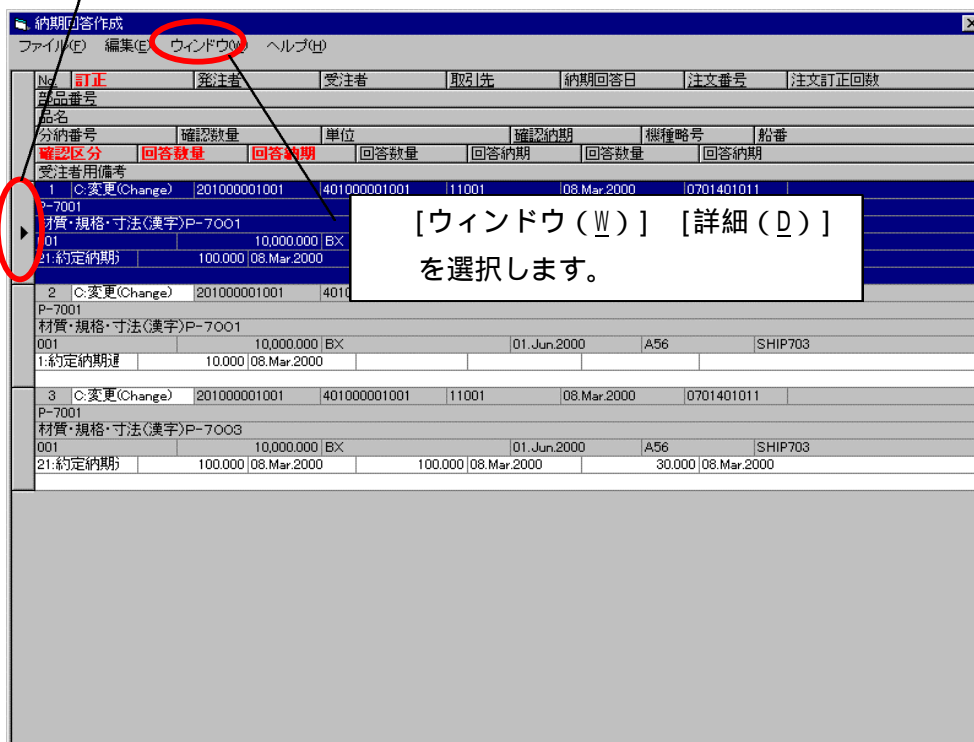 納期回答作成
ファイル(F) 編集(E) ウィンドウ(W) ヘルプ(H)
No. 訂正 発注者 受注者 取引先 納期回答日 注文番号 注文訂正回数
部品番号
品名
分納番号 確認数量 単位 確認納期 機種略号 船番
確認区分 回答数量 回答納期 回答数量 回答納期 回答数量 回答納期
受注者用備考
1 C:変更(Change) 201000001001 401000001001 11001 08.Mar.2000 0701401011
P-7001
材質・規格・寸法(漢字)P-7001
001 10,000.000 BX
21:約定納期 100.000 08.Mar.2000
[ウィンドウ(W)] [詳細(D)]
を選択します。
2 C:変更(Change) 201000001001 4010
P-7001
材質・規格・寸法(漢字)P-7001
001 10,000.000 BX 01.Jun.2000 A56 SHIP703
1:約定納期遵 10.000 08.Mar.2000
3 C:変更(Change) 201000001001 401000001001 11001 08.Mar.2000 0701401011
P-7001
材質・規格・寸法(漢字)P-7003
001 10,000.000 BX 01.Jun.2000 A56 SHIP703
21:約定納期 100.000 08.Mar.2000 100.000 08.Mar.2000 30.000 08.Mar.2000